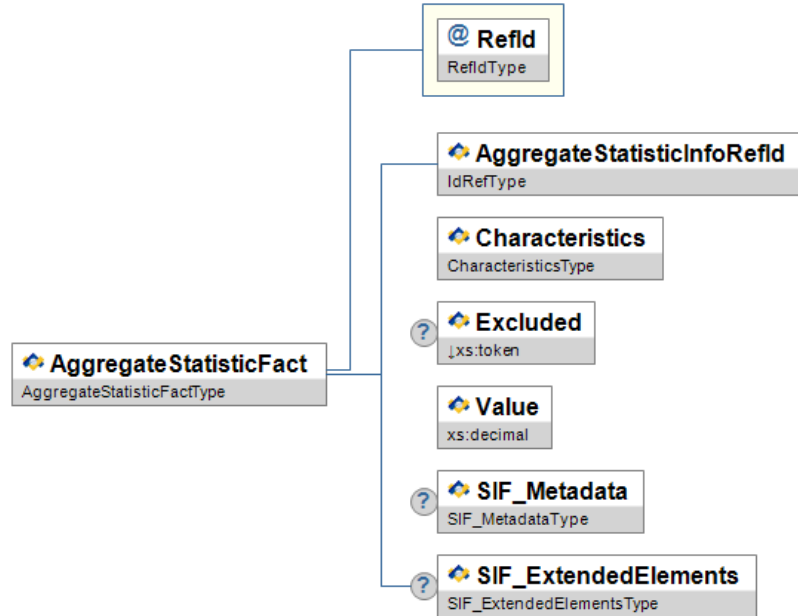 @ RefId
RefIdType
AggregateStatisticInfoRefId
IdRefType
Characteristics
CharacteristicsType
? Excluded
↓xs:token
AggregateStatisticFact
AggregateStatisticFactType
Value
xs:decimal
? SIF_Metadata
SIF_MetadataType
? SIF_ExtendedElements
SIF_ExtendedElementsType